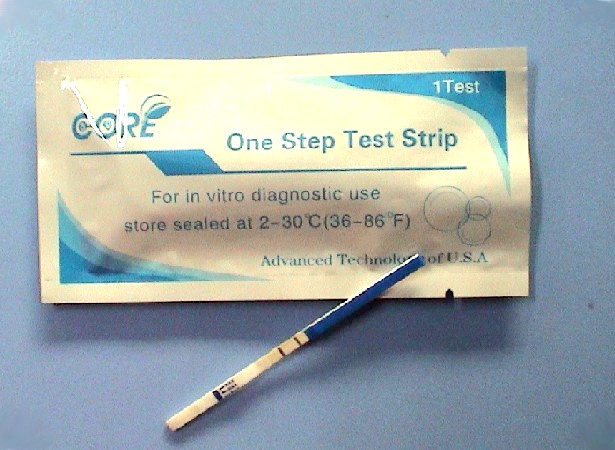 1Test
CORE
One Step Test Strip
For in vitro diagnostic use
store sealed at 2-30℃(36-86°F)
Advanced Technology of U.S.A